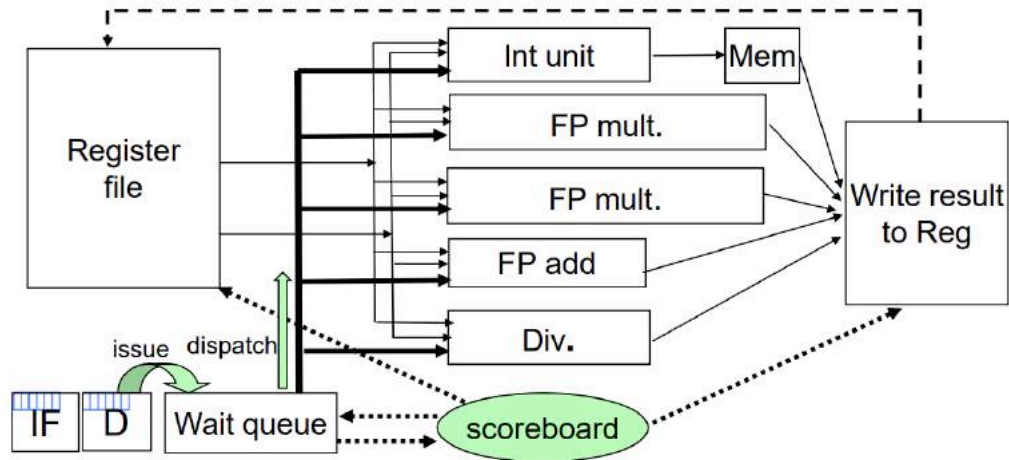 Int unit
Mem
Register
file
FP mult.
FP mult.
Write result
to Reg
FP add
Div.
issue
dispatch
IF
D
Wait queue
scoreboard